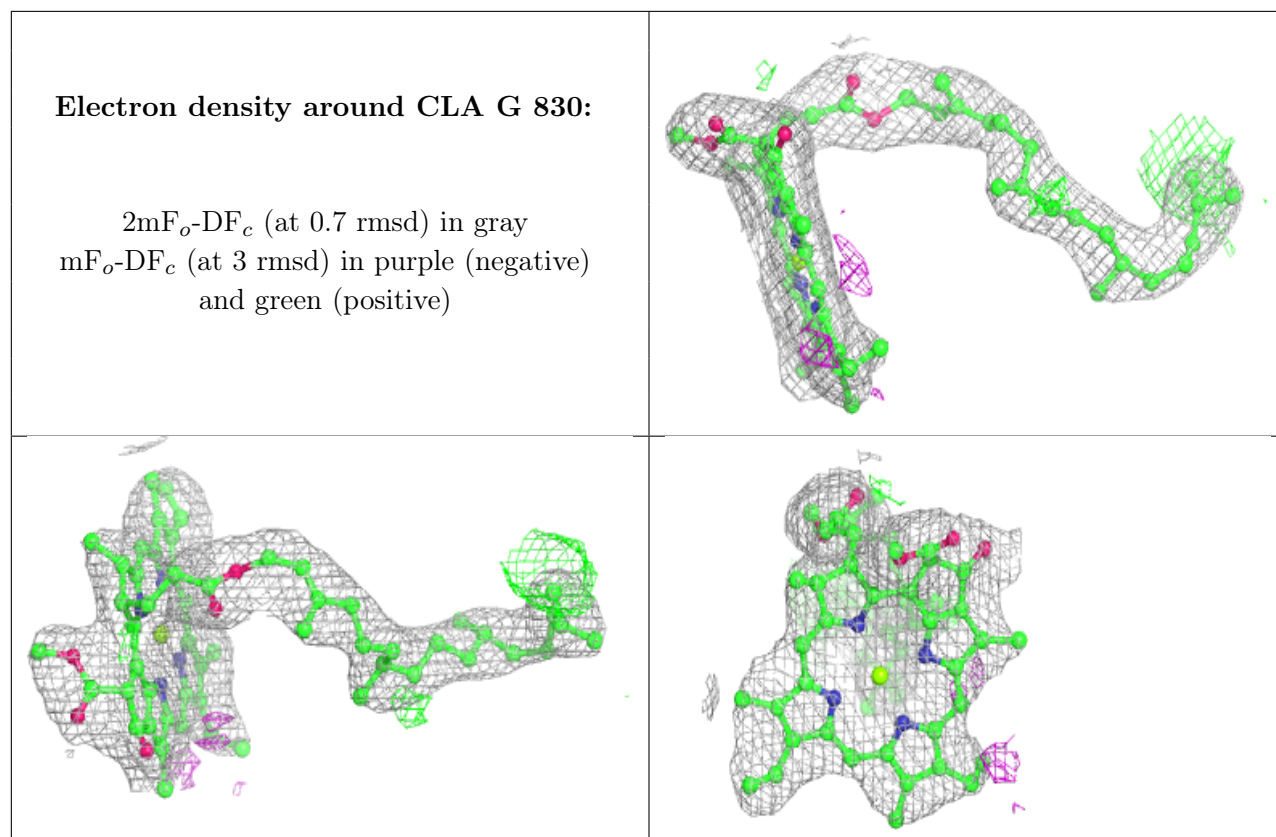 Electron density around CLA G 830:
2mFₒ-DF𝒸 (at 0.7 rmsd) in gray
mFₒ-DF𝒸 (at 3 rmsd) in purple (negative)
and green (positive)